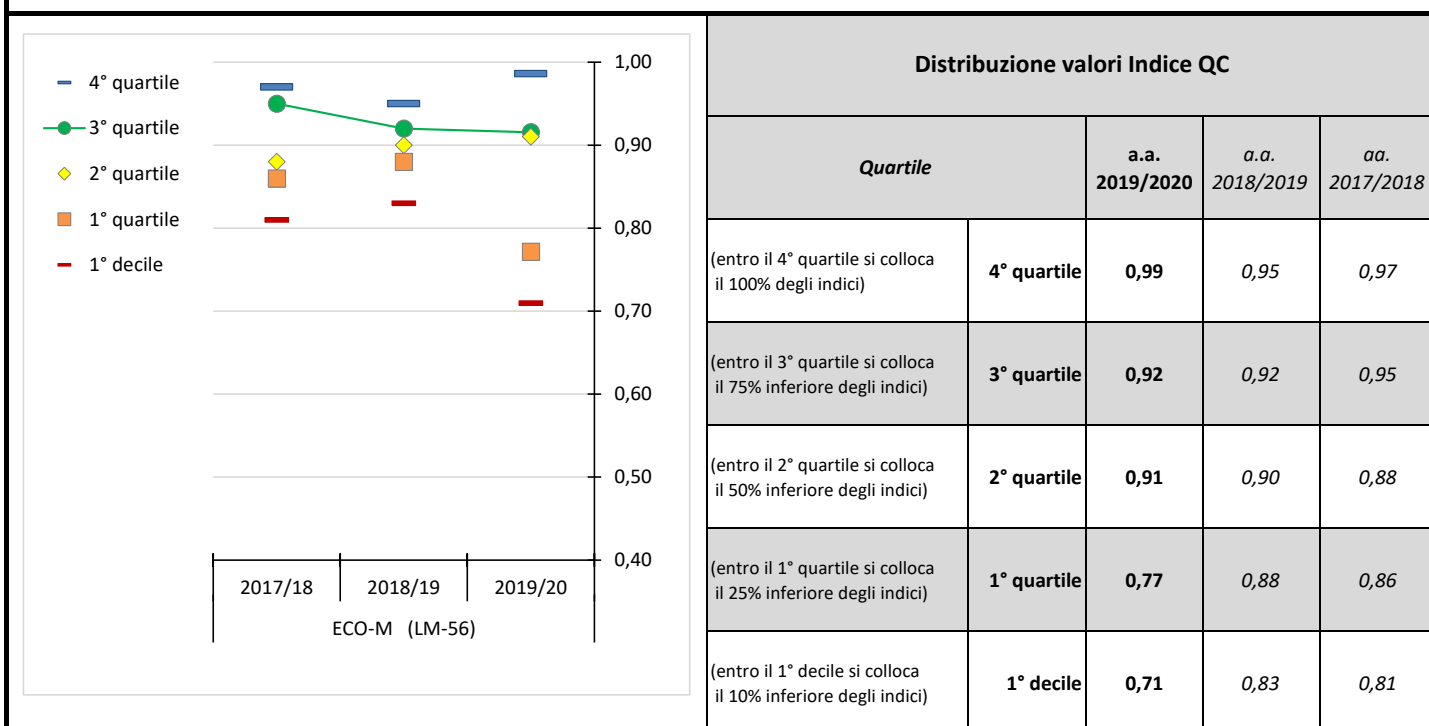 4° quartile
3° quartile
2° quartile
1° quartile
1° decile
1,00
0,90
0,80
0,70
0,60
0,50
0,40
2017/18 2018/19 2019/20
ECO-M (LM-56)
Distribuzione valori Indice QC
Quartile
a.a.
2019/2020
a.a.
2018/2019
aa.
2017/2018
(entro il 4° quartile si colloca
il 100% degli indici)
4° quartile 0,99 0,95 0,97
(entro il 3° quartile si colloca
il 75% inferiore degli indici)
3° quartile 0,92 0,92 0,95
(entro il 2° quartile si colloca
il 50% inferiore degli indici)
2° quartile 0,91 0,90 0,88
(entro il 1° quartile si colloca
il 25% inferiore degli indici)
1° quartile 0,77 0,88 0,86
(entro il 1° decile si colloca
il 10% inferiore degli indici)
1° decile 0,71 0,83 0,81